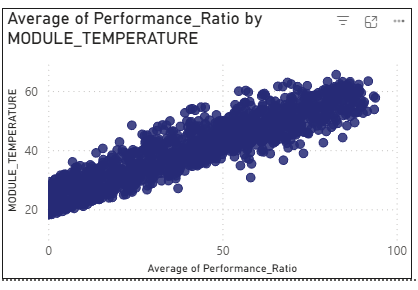 Average of Performance_Ratio by
MODULE_TEMPERATURE
MODULE_TEMPERATURE
60
40
20
0
50
100
Average of Performance_Ratio